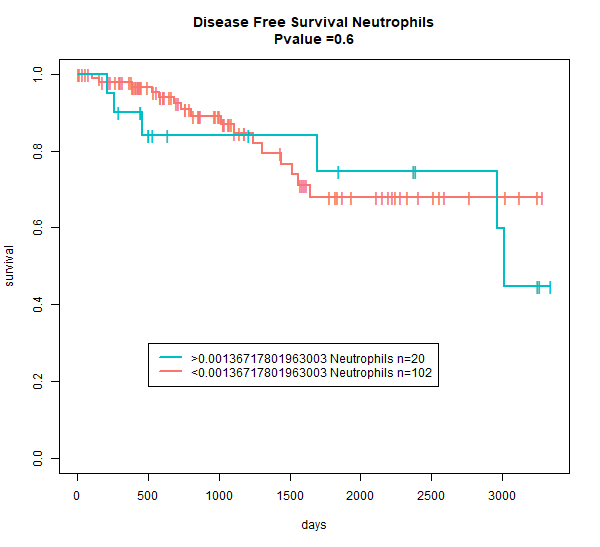 Disease Free Survival Neutrophils
Pvalue =0.6
survival
1.0
0.8
0.6
0.4
0.2
0.0
>0.00136717801963003 Neutrophils n=20
<0.00136717801963003 Neutrophils n=102
0 500 1000 1500 2000 2500 3000
days